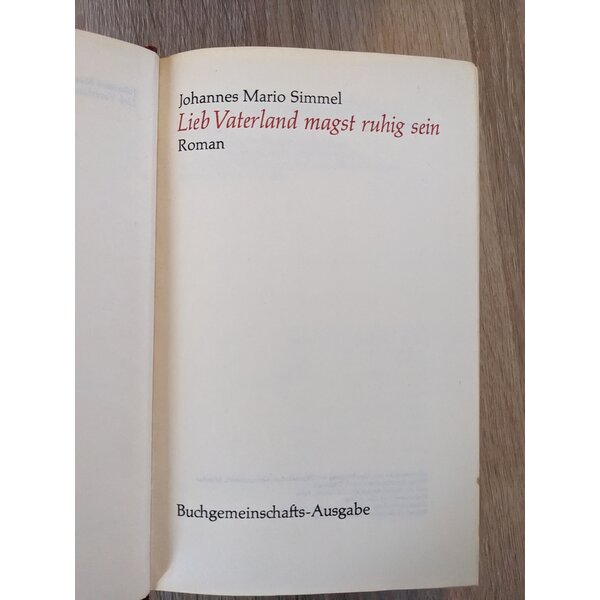 Johannes Mario Simmel
Lieb Vaterland magst ruhig sein
Roman
Buchgemeinschafts-Ausgabe